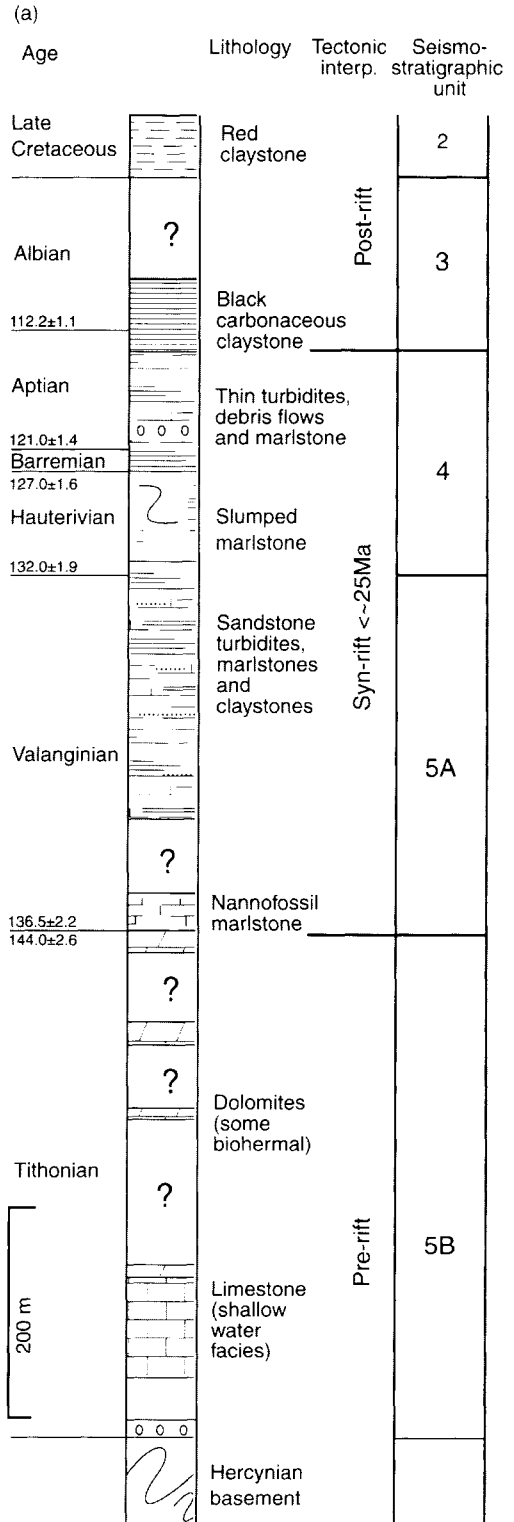 (a)
Age
Lithology
Tectonic
interp.
Seismo-
stratigraphic
unit
Late
Cretaceous
Red
claystone
2
Post-rift
?
Albian
3
112.2±1.1
Black
carbonaceous
claystone
Aptian
Thin turbidites,
debris flows
and marlstone
121.0±1.4
Barremian
127.0±1.6
4
Hauterivian
Slumped
marlstone
132.0±1.9
Syn-rift <~25Ma
Sandstone
turbidites,
marlstones
and
claystones
Valanginian
5A
?
Nannofossil
marlstone
136.5±2.2
144.0±2.6
?
?
Dolomites
(some
biohermal)
Tithonian
?
Pre-rift
5B
200 m
Limestone
(shallow
water
facies)
Hercynian
basement